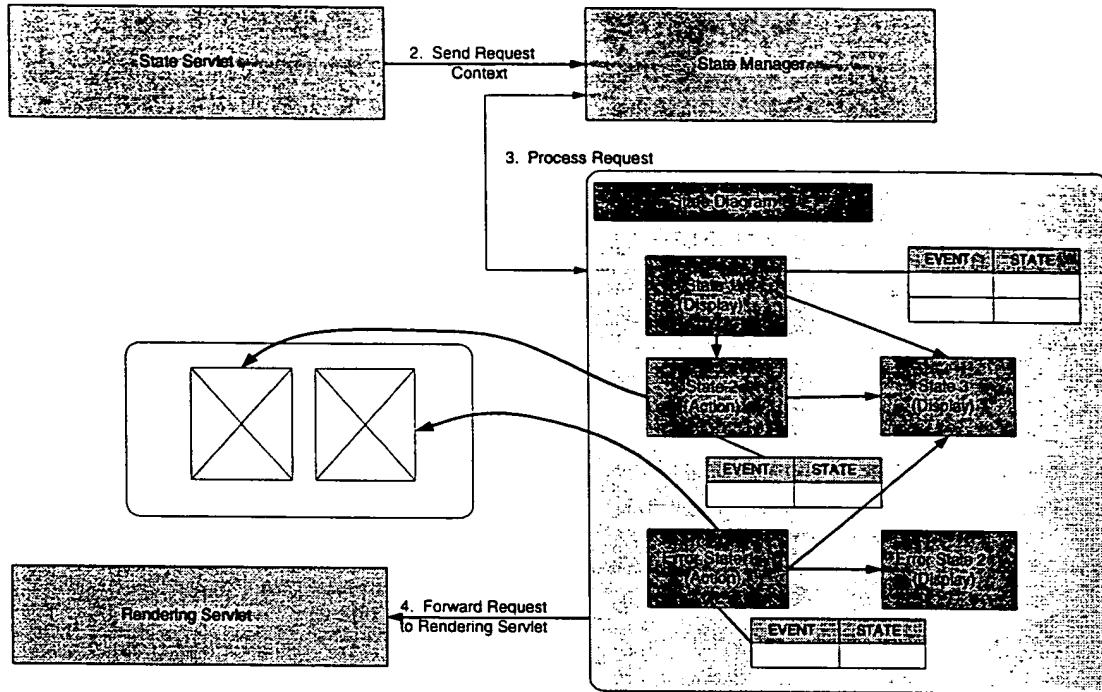 State Servlet
2. Send Request
Context
State Manager
3. Process Request
State Diagram
EVENT STATE
State 1
(Display)
State 2
(Action)
State 3
(Display)
EVENT STATE
Error State 1
(Action)
Error State 2
(Display)
Rendering Servlet
4. Forward Request
to Rendering Servlet
EVENT STATE